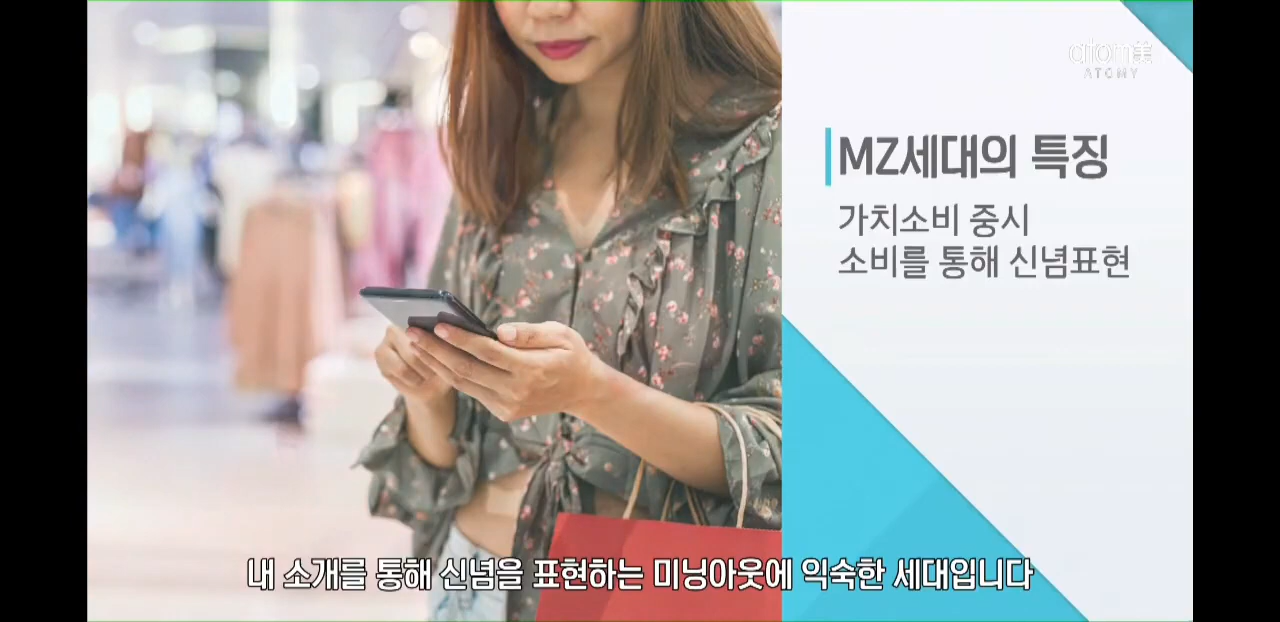 atom美
ATOMY
MZ세대의 특징
가치소비 중시
소비를 통해 신념표현
내 소개를 통해 신념을 표현하는 미닝아웃에 익숙한 세대입니다